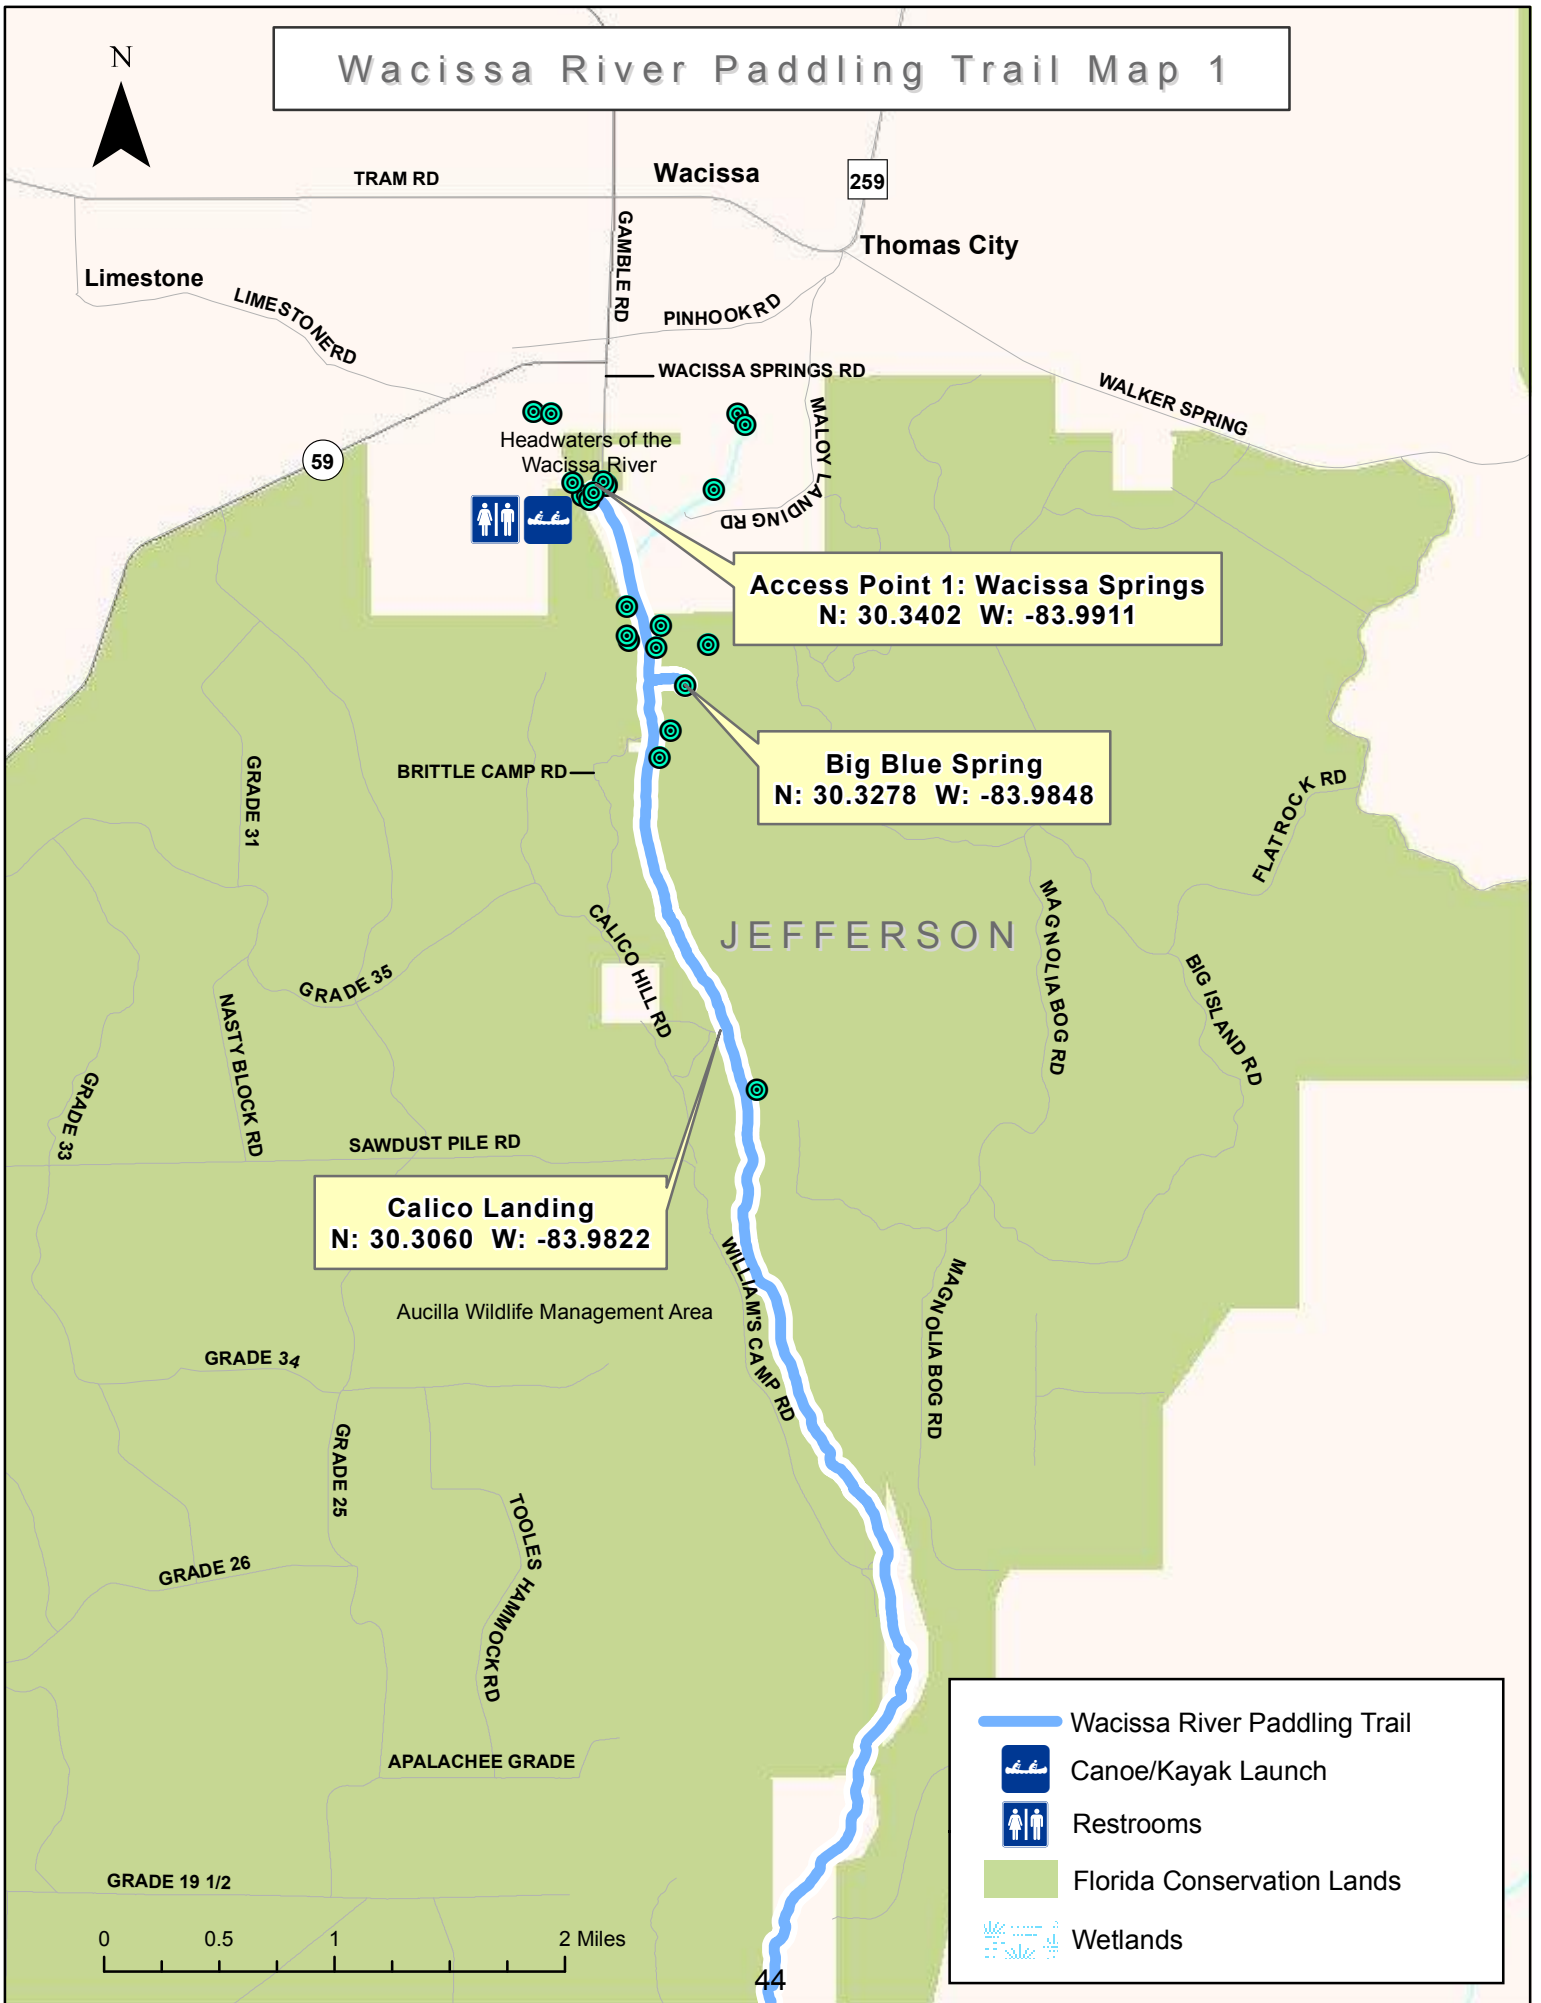 Wacissa River Paddling Trail Map 1
N
TRAM RD
Wacissa
259
Thomas City
GAMBLE RD
Limestone
LIMESTONERD
PINHOOKRD
WACISSA SPRINGS RD
WALKER SPRING
MALOY LANDING RD
Headwaters of the
Wacissa River
59
Access Point 1: Wacissa Springs
N: 30.3402 W: -83.9911
Big Blue Spring
N: 30.3278 W: -83.9848
BRITTLE CAMP RD
GRADE 31
FLATROCK RD
JEFFERSON
CALICO HILL RD
MAGNOLIA BOG RD
BIG ISLAND RD
GRADE 35
NASTY BLOCK RD
GRADE 33
SAWDUST PILE RD
Calico Landing
N: 30.3060 W: -83.9822
WILLIAM'S CAMP RD
MAGNOLIA BOG RD
Aucilla Wildlife Management Area
GRADE 34
GRADE 25
TOOLES HAMMOCKRD
GRADE 26
APALACHEE GRADE
GRADE 19 1/2
0 0.5 1 2 Miles
44
Wacissa River Paddling Trail
Canoe/Kayak Launch
Restrooms
Florida Conservation Lands
Wetlands